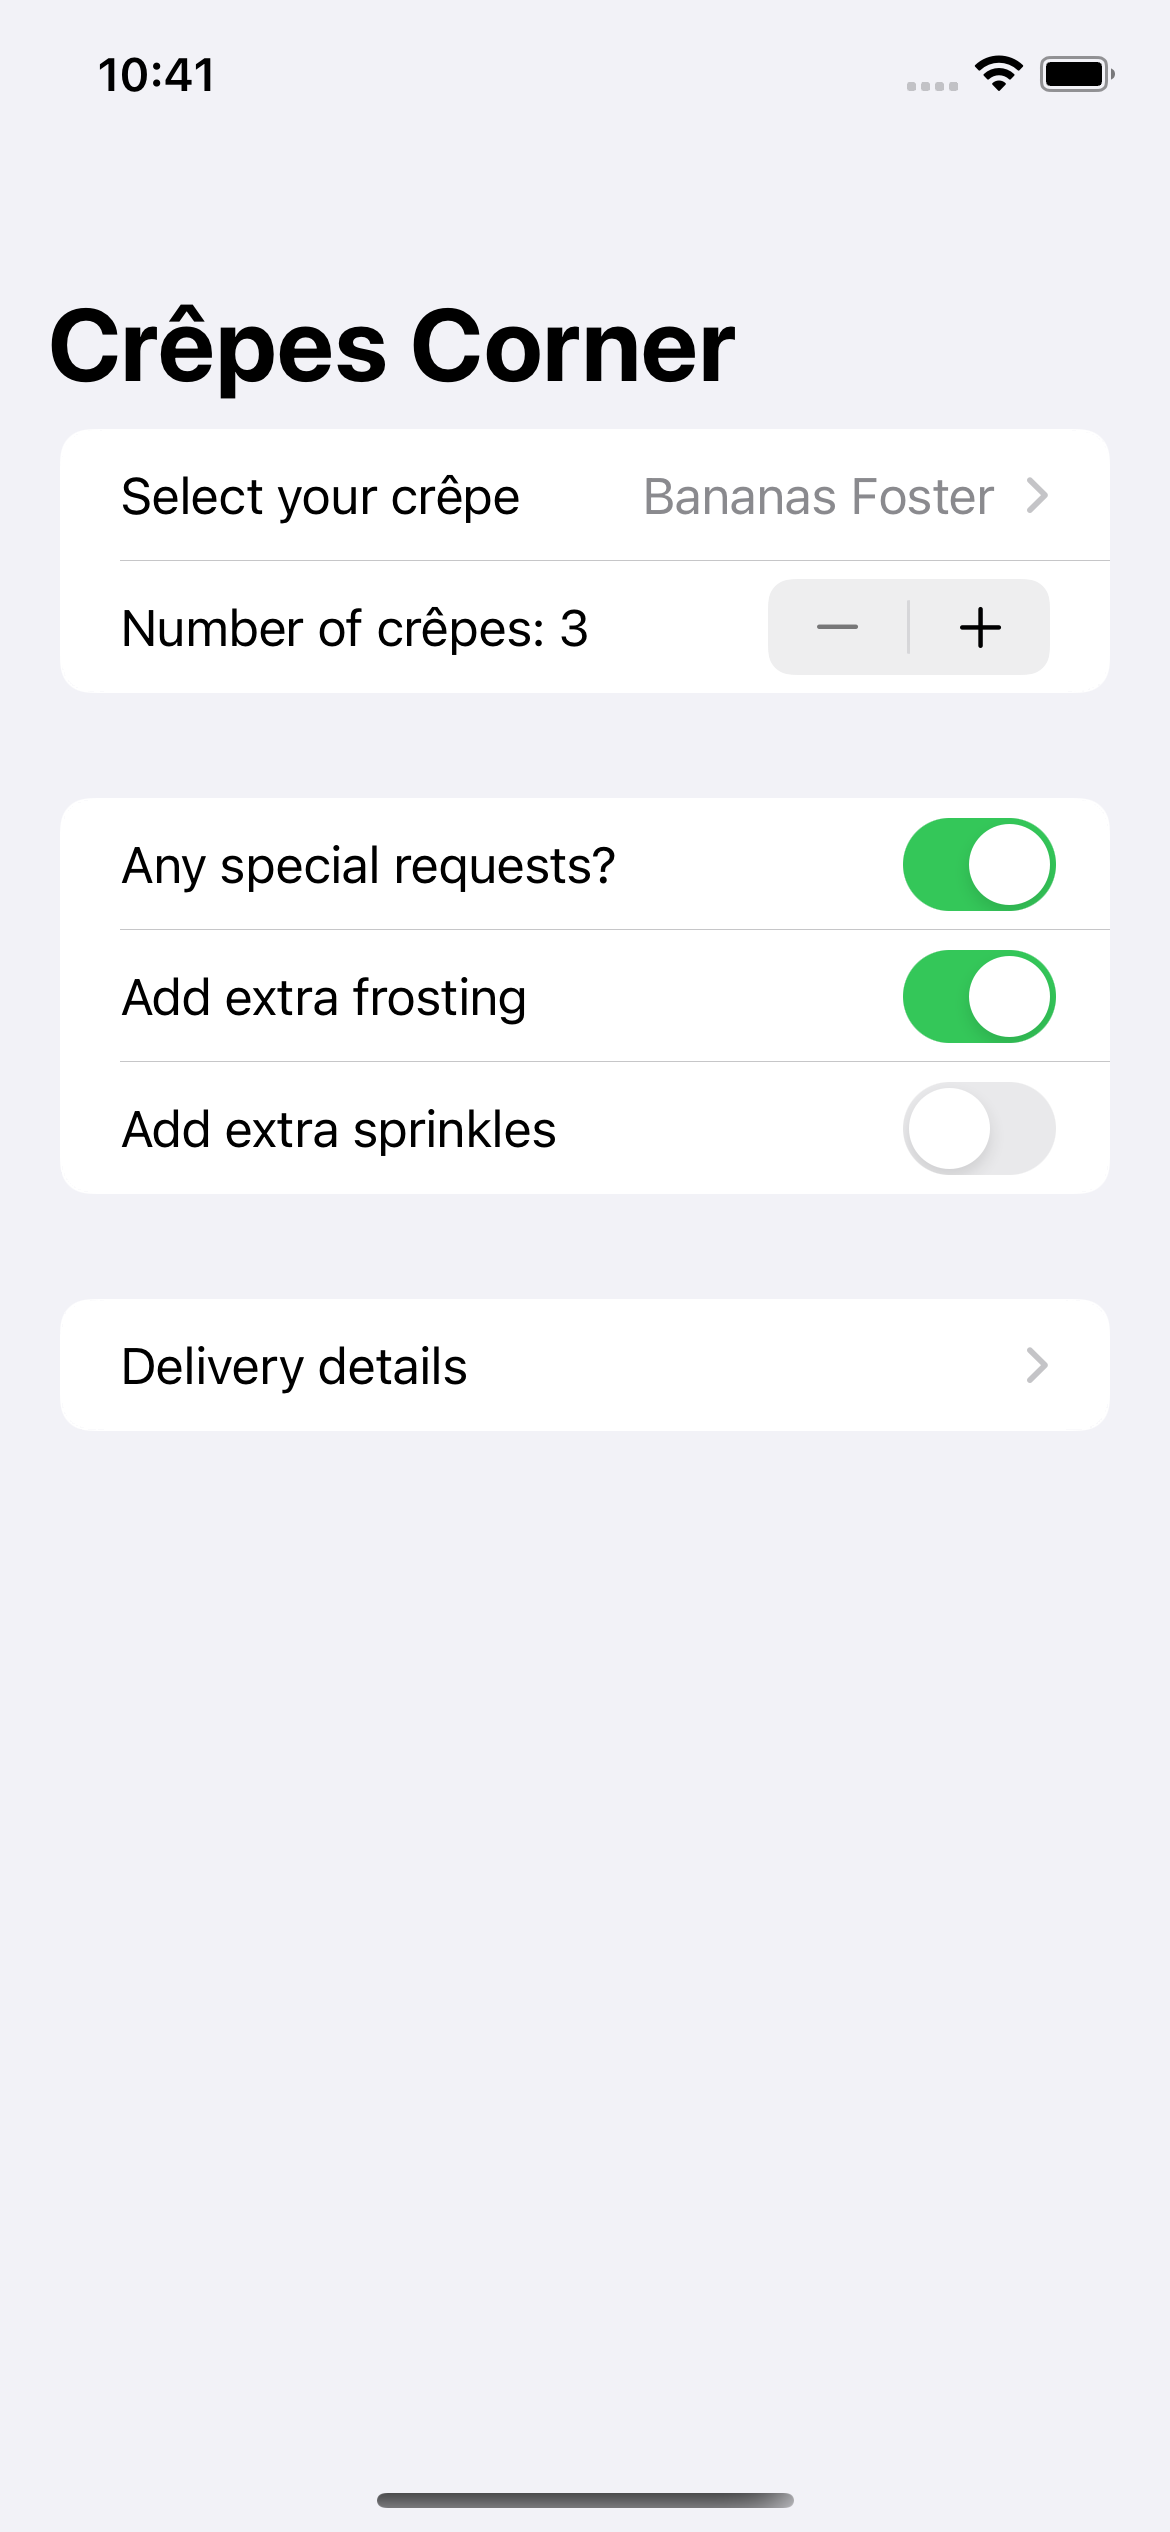 10:41
Crêpes Corner
Select your crêpe Bananas Foster
Number of crêpes: 3
Any special requests?
Add extra frosting
Add extra sprinkles
Delivery details